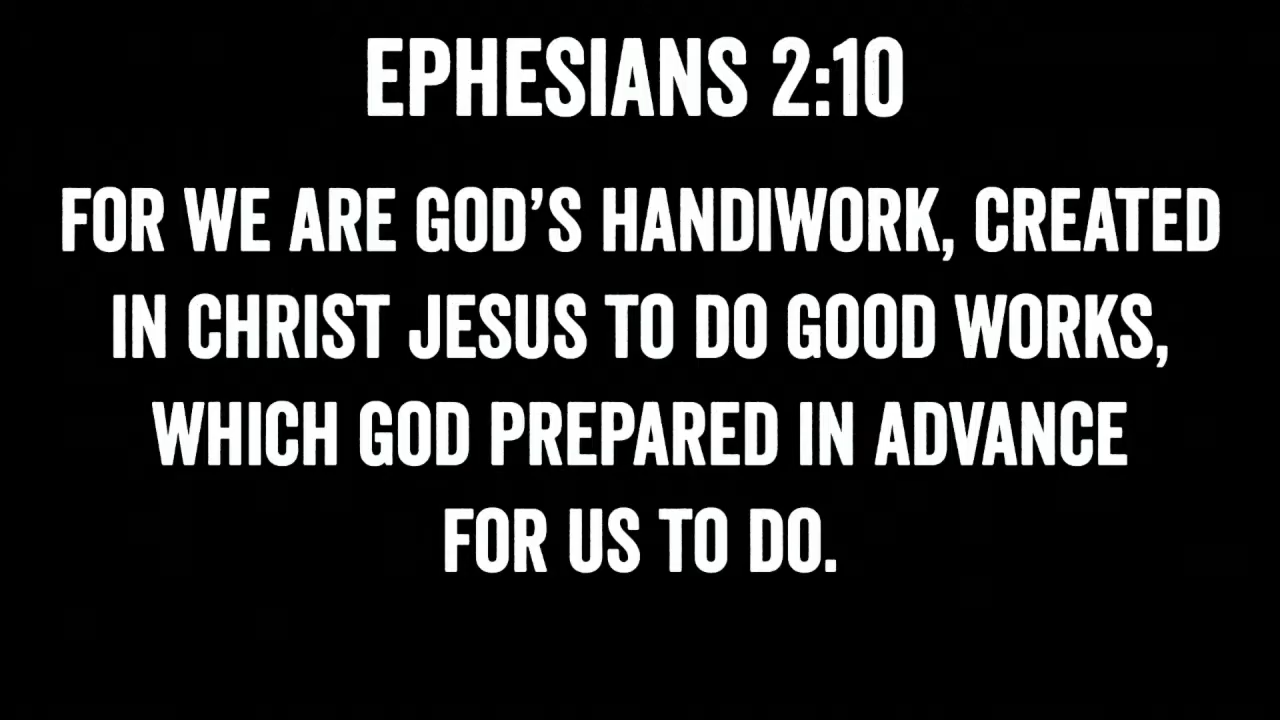 EPHESIANS 2:10
FOR WE ARE GOD’S HANDIWORK, CREATED
IN CHRIST JESUS TO DO GOOD WORKS,
WHICH GOD PREPARED IN ADVANCE
FOR US TO DO.